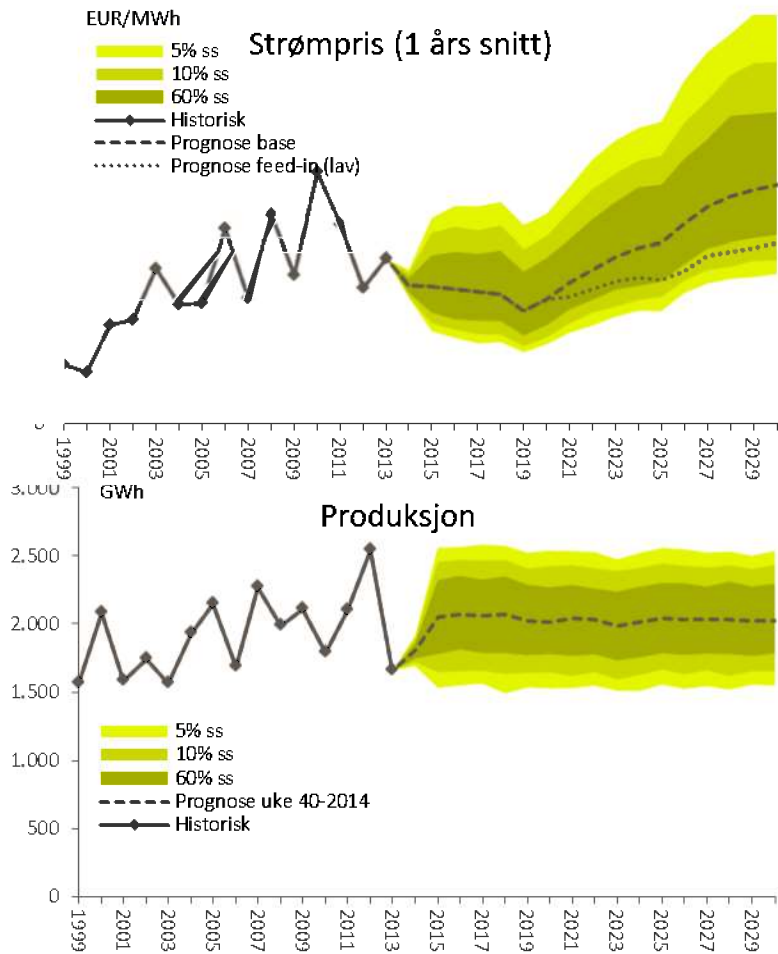 EUR/MWh
Strømpris (1 års snitt)
5% ss
10% ss
60% ss
Historisk
Prognose base
Prognose feed-in (lav)
1999 2001 2003 2005 2007 2009 2011 2013 2015 2017 2019 2021 2023 2025 2027 2029
3.000
GWh
Produksjon
2.500
2.000
1.500
5% ss
10% ss
1.000
60% ss
Prognose uke 40-2014
500
Historisk
0
1999 2001 2003 2005 2007 2009 2011 2013 2015 2017 2019 2021 2023 2025 2027 2029